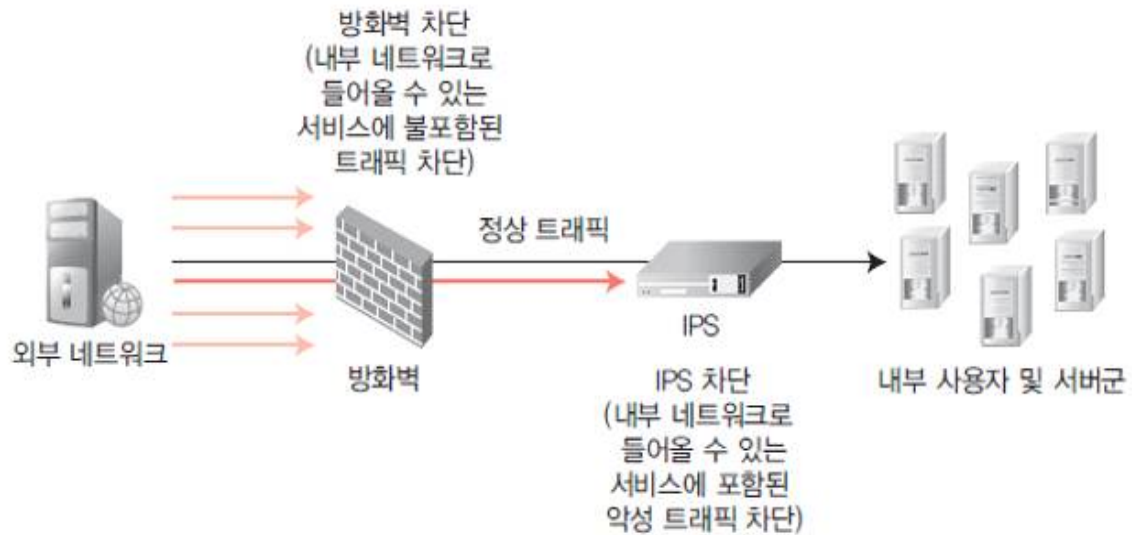 방화벽 차단
(내부 네트워크로
들어올 수 있는
서비스에 불포함된
트래픽 차단)
정상 트래픽
외부 네트워크
방화벽
IPS
IPS 차단
(내부 네트워크로
들어올 수 있는
서비스에 포함된
악성 트래픽 차단)
내부 사용자 및 서버군